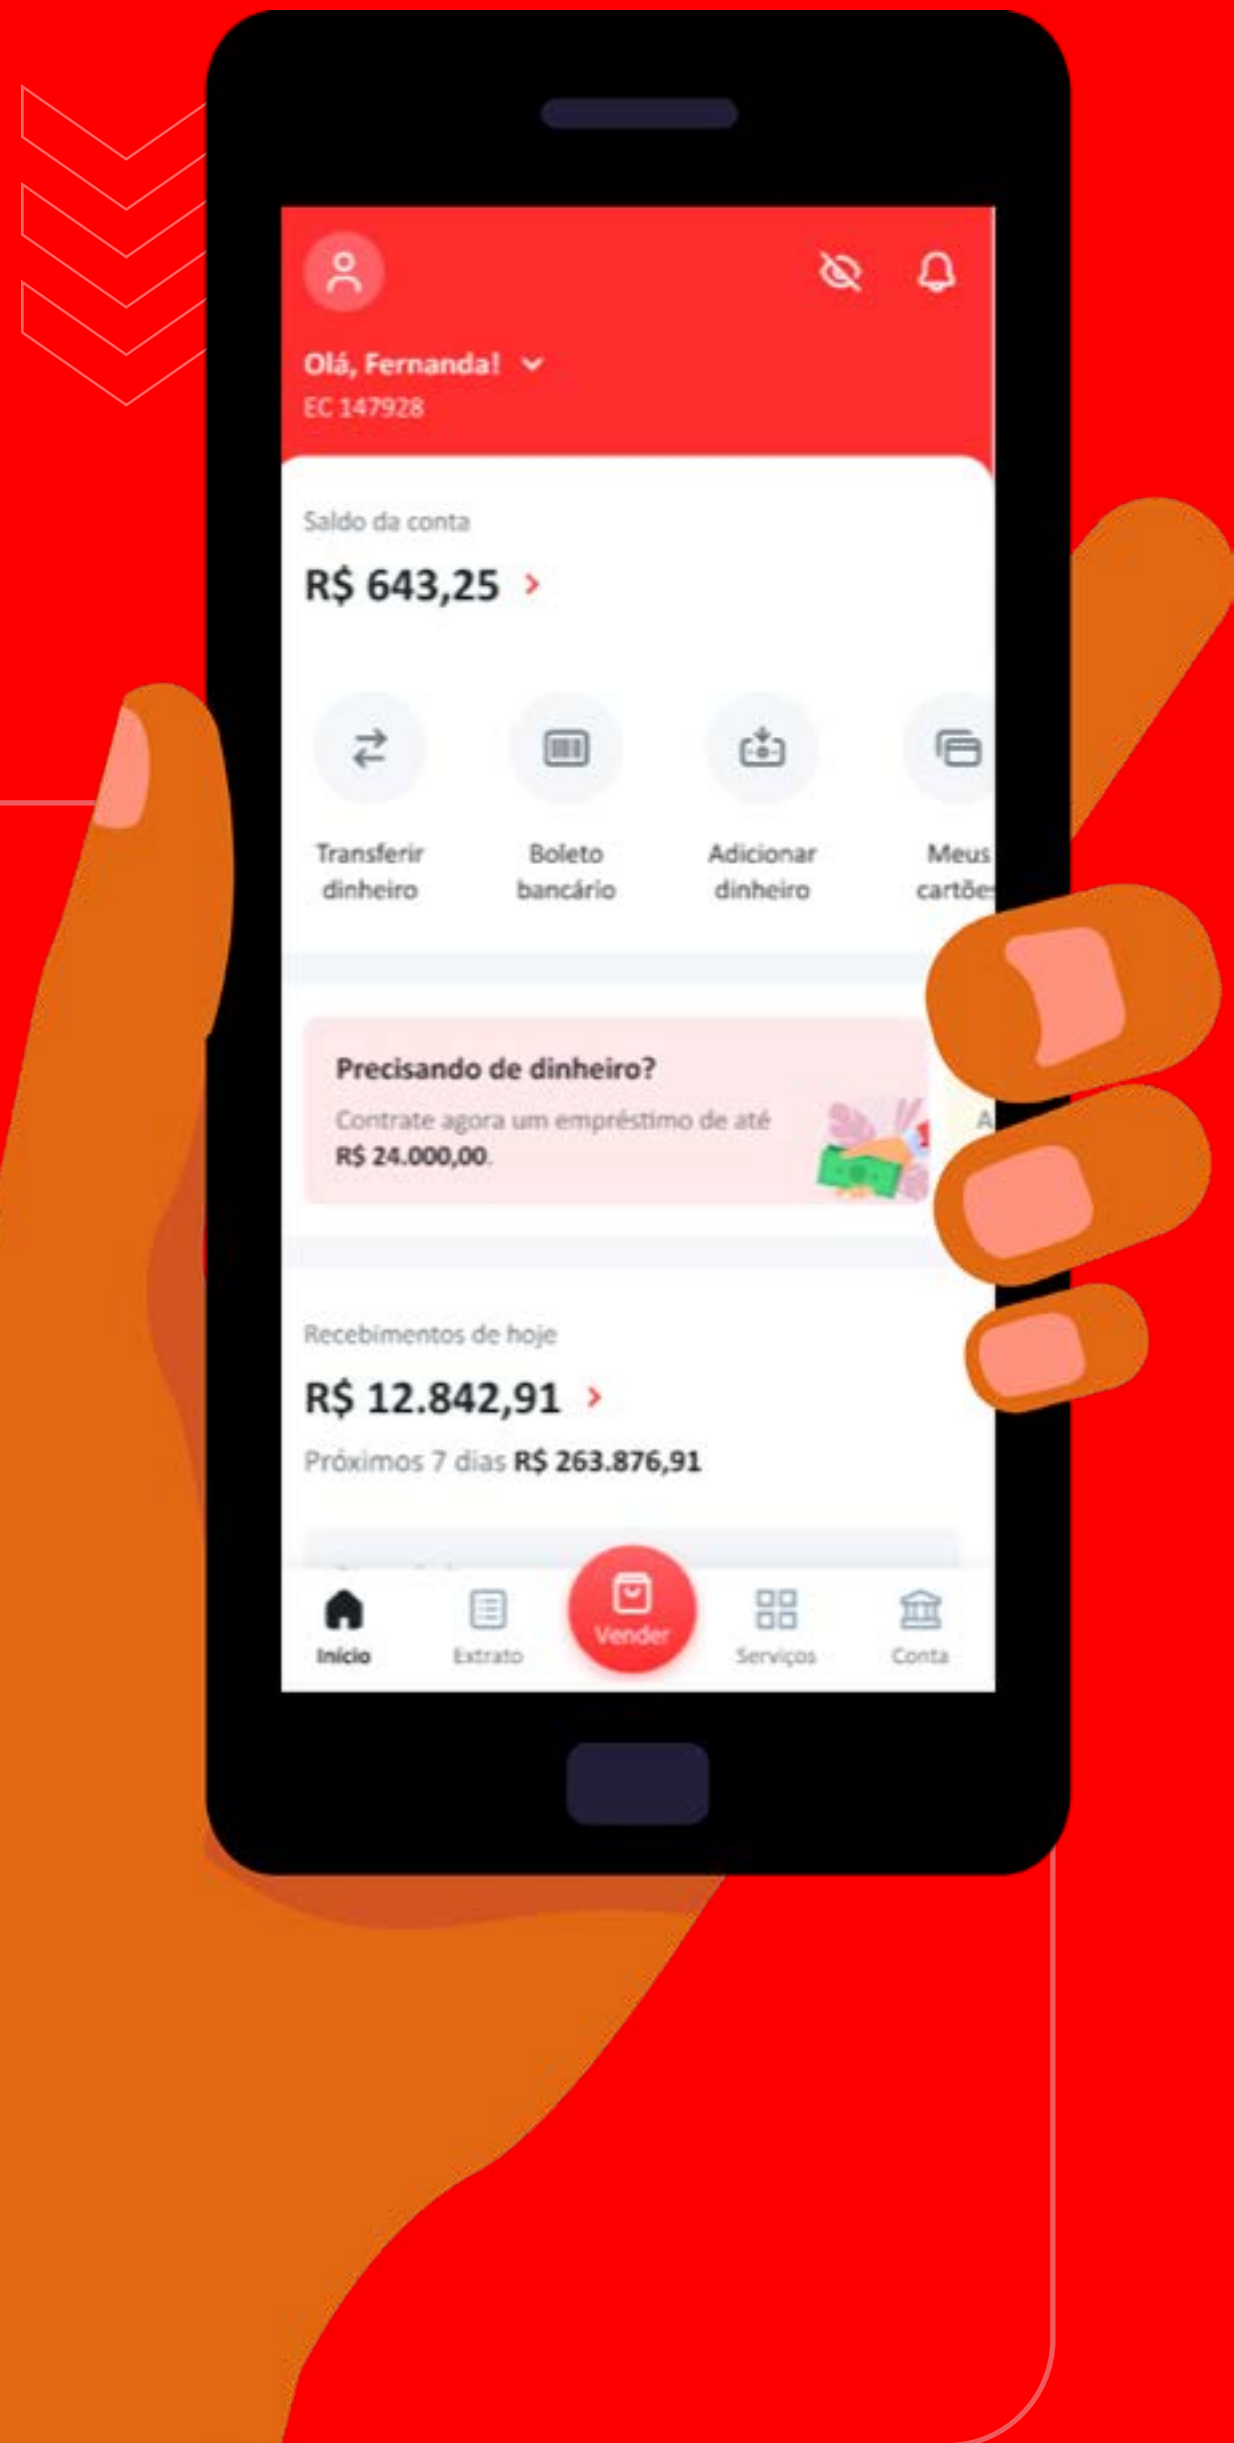 Olá, Fernanda!
EC 147928
Saldo da conta
R$ 643,25
Transferir
dinheiro
Boleto
bancário
Adicionar
dinheiro
Meus
cartões
Precisando de dinheiro?
Contrate agora um empréstimo de até
R$ 24.000,00.
A
Recebimentos de hoje
R$ 12.842,91
Próximos 7 dias R$ 263.876,91
Início
Extrato
Vender
Serviços
Conta